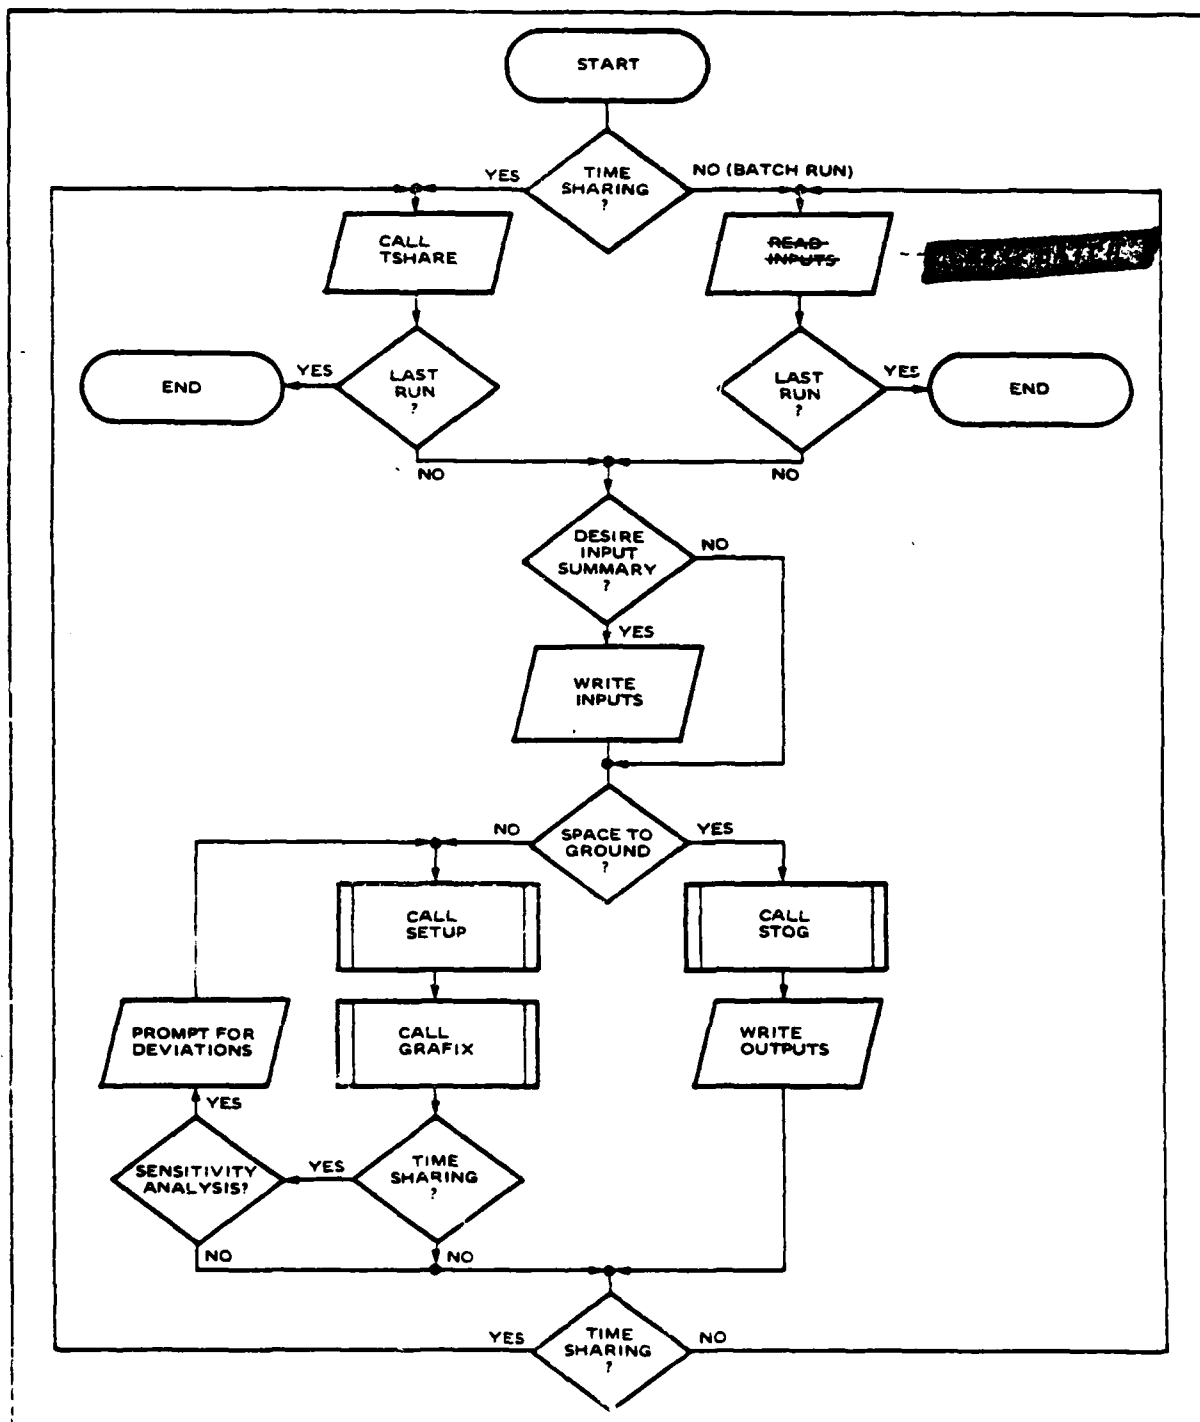 START
TIME
SHARING
?
YES
NO (BATCH RUN)
CALL
TSHARE
READ
INPUTS
END
YES
LAST
RUN
?
LAST
RUN
?
YES
END
NO
NO
DESIRE
INPUT
SUMMARY
?
NO
YES
WRITE
INPUTS
NO
SPACE TO
GROUND
?
YES
CALL
SETUP
CALL
STOG
PROMPT FOR
DEVIATIONS
CALL
GRAFIX
WRITE
OUTPUTS
YES
SENSITIVITY
ANALYSIS?
YES
TIME
SHARING
?
NO
NO
YES
TIME
SHARING
?
NO